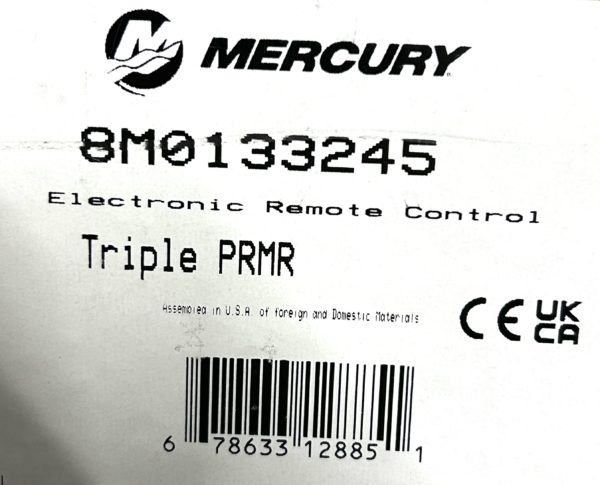 MERCURY
8M0133245
Electronic Remote Control
Triple PRMR
Assembled in U.S.A. of foreign and Domestic Materials
CE UK
CA
6 78633 12885 1